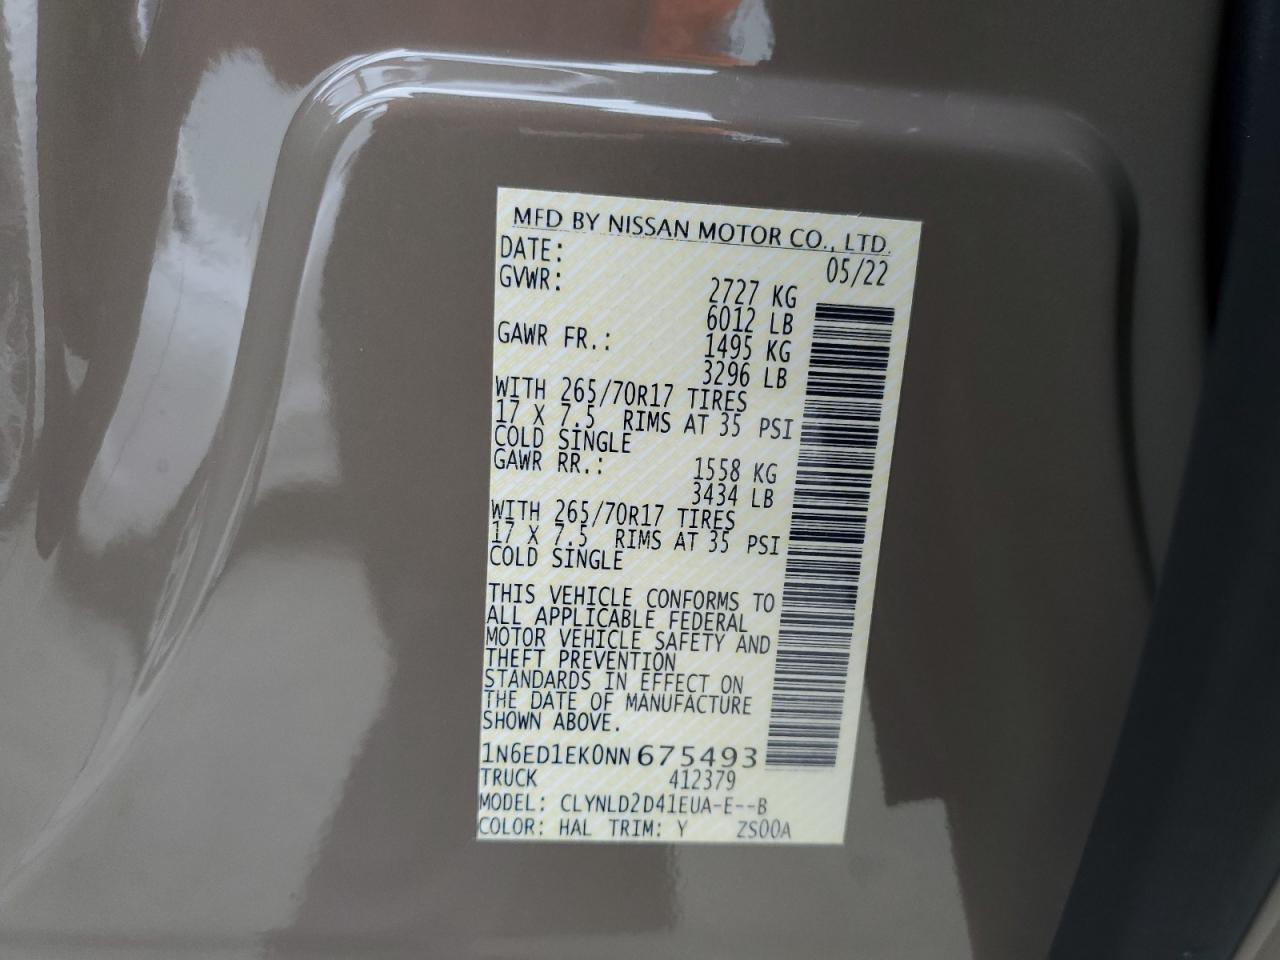 MFD BY NISSAN MOTOR CO., LTD.
DATE: 05/22
GVWR: 2727 KG
6012 LB
GAWR FR.: 1495 KG
3296 LB
WITH 265/70R17 TIRES
17 X 7.5 RIMS AT 35 PSI
COLD SINGLE
GAWR RR.: 1558 KG
3434 LB
WITH 265/70R17 TIRES
17 X 7.5 RIMS AT 35 PSI
COLD SINGLE
THIS VEHICLE CONFORMS TO
ALL APPLICABLE FEDERAL
MOTOR VEHICLE SAFETY AND
THEFT PREVENTION
STANDARDS IN EFFECT ON
THE DATE OF MANUFACTURE
SHOWN ABOVE.
1N6ED1EK0NN675493
TRUCK 412379
MODEL: CLYNLD2D41EUA-E--B
COLOR: HAL TRIM: Y ZS00A